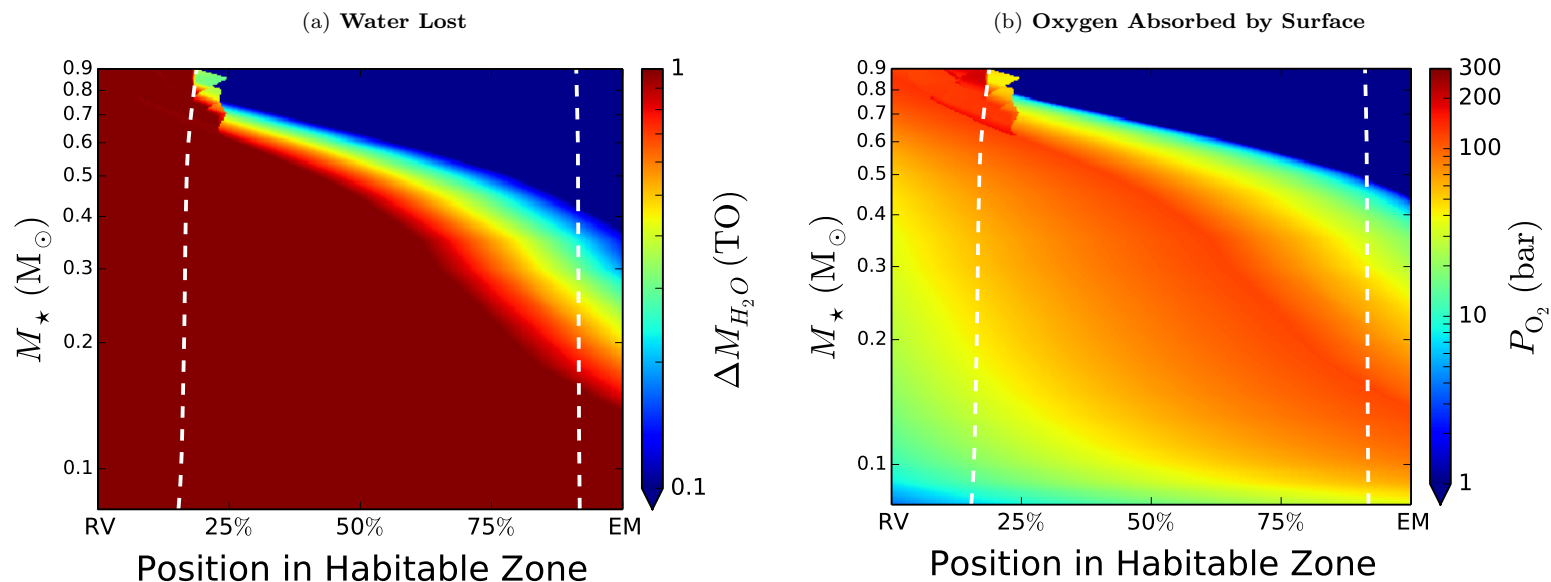 (a) Water Lost
0.9
0.8
0.7
0.6
0.5
0.4
0.3
0.2
0.1
M⋆ (M⊙)
RV 25% 50% 75% EM
Position in Habitable Zone
1
0.1
ΔM_{H₂O} (TO)
(b) Oxygen Absorbed by Surface
0.9
0.8
0.7
0.6
0.5
0.4
0.3
0.2
0.1
M⋆ (M⊙)
RV 25% 50% 75% EM
Position in Habitable Zone
300
200
100
10
1
P_{O₂} (bar)